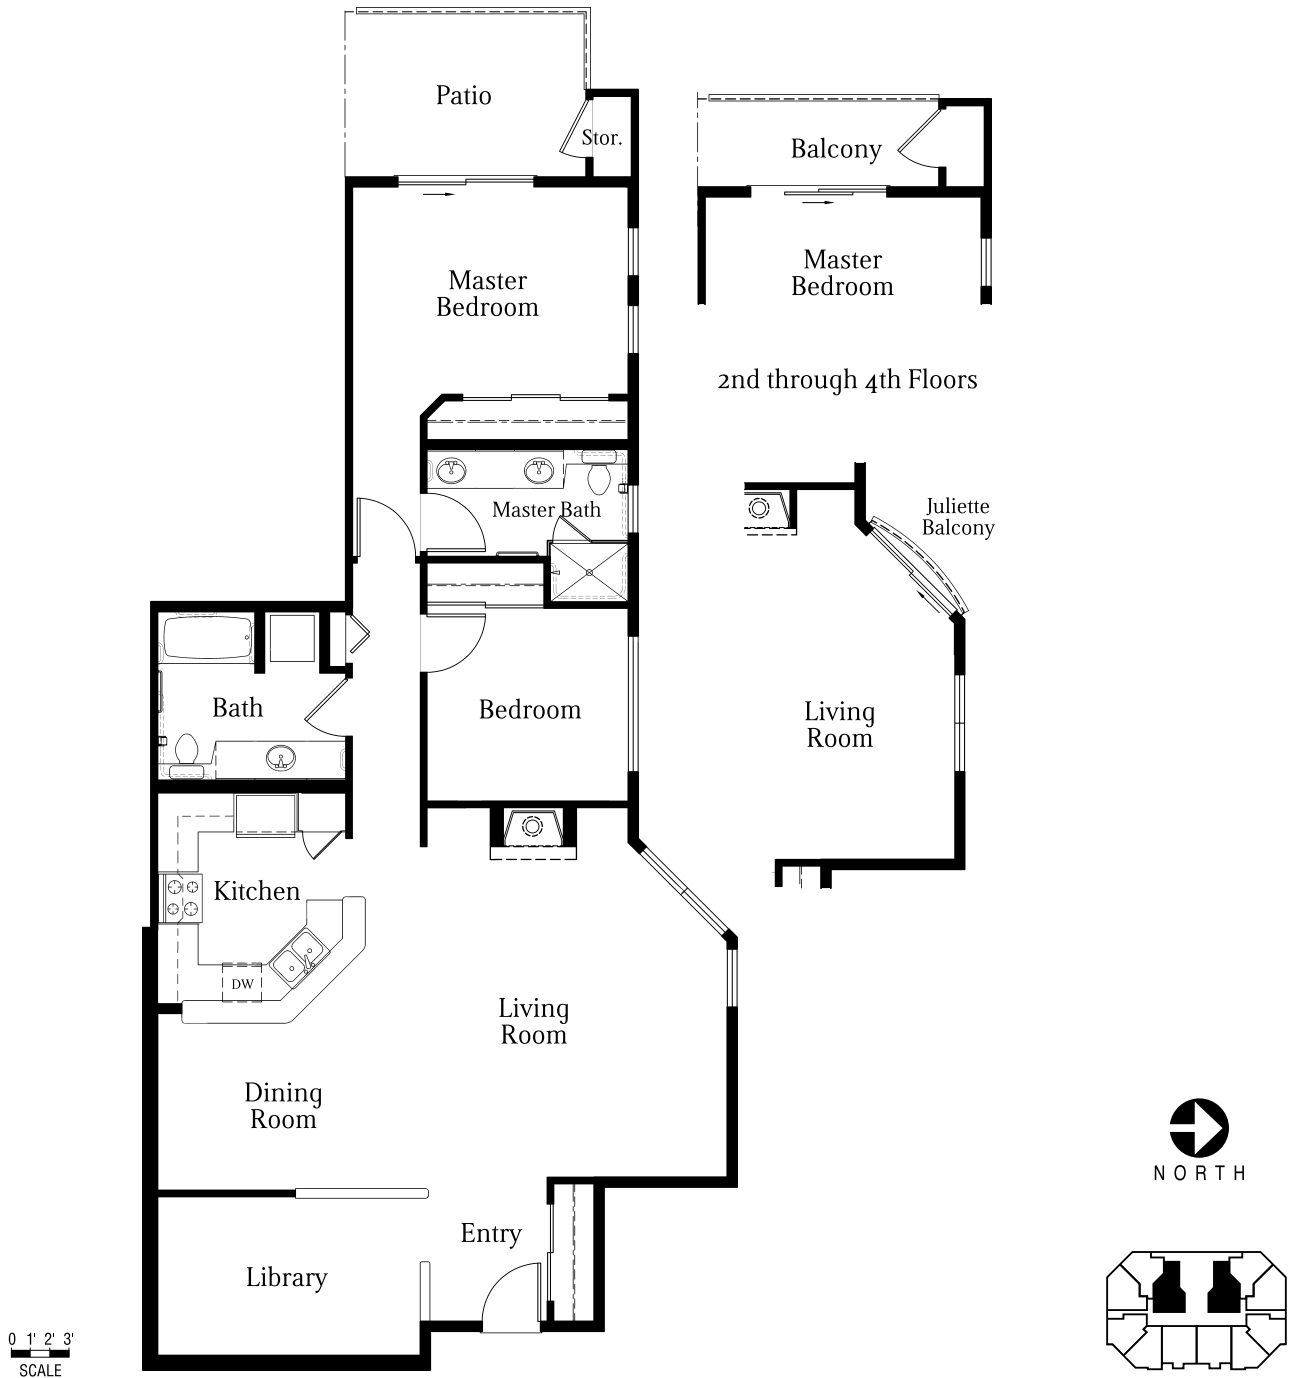 Patio
Stor.
Balcony
Master
Bedroom
Master
Bedroom
2nd through 4th Floors
Master Bath
Juliette
Balcony
Bath
Bedroom
Living
Room
Kitchen
DW
Living
Room
Dining
Room
NORTH
Entry
Library
0 1' 2' 3'
SCALE